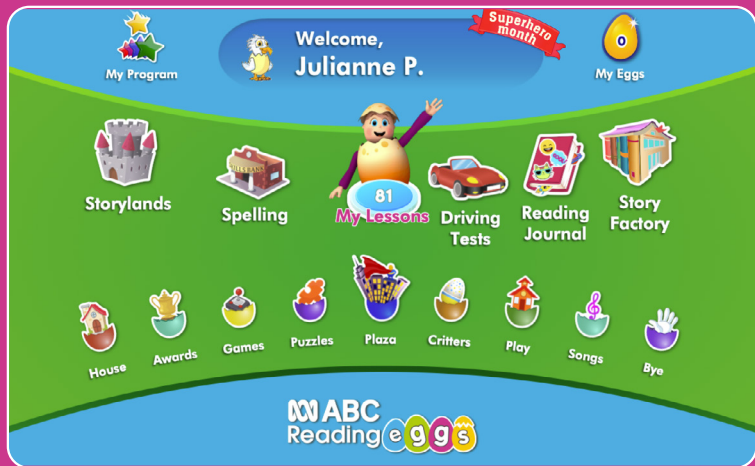 Superhero
month
Welcome,
Julianne P.
0
My Program
My Eggs
Storylands
Spelling
81
My Lessons
Driving
Tests
Reading
Journal
Story
Factory
House
Awards
Games
Puzzles
Plaza
Critters
Play
Songs
Bye
ABC
Reading eggs